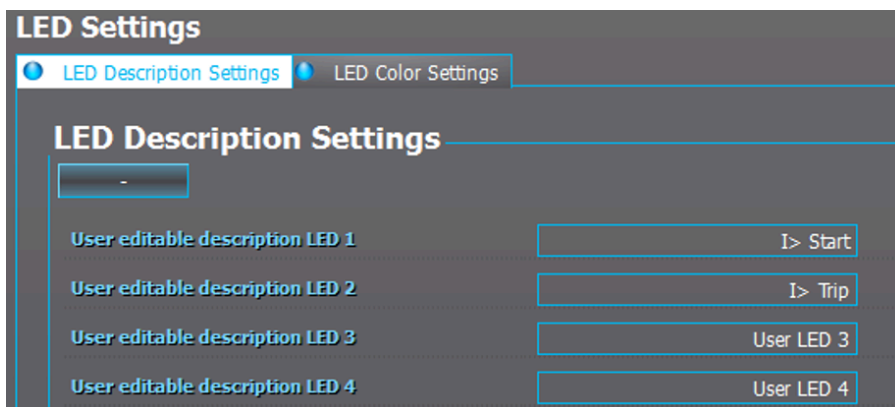 LED Settings
LED Description Settings LED Color Settings
LED Description Settings
-
User editable description LED 1 I> Start
User editable description LED 2 I> Trip
User editable description LED 3 User LED 3
User editable description LED 4 User LED 4